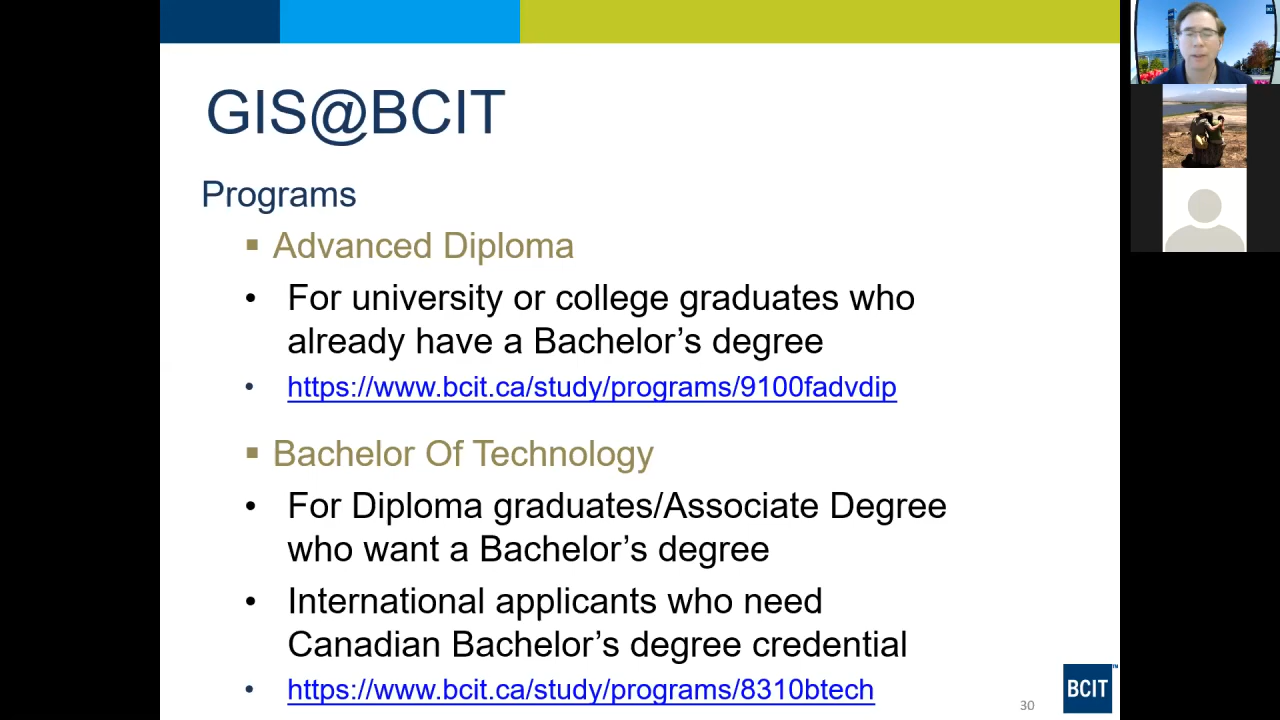 GIS@BCIT
Programs
▪ Advanced Diploma
• For university or college graduates who
already have a Bachelor’s degree
• https://www.bcit.ca/study/programs/9100fadvdip
▪ Bachelor Of Technology
• For Diploma graduates/Associate Degree
who want a Bachelor’s degree
• International applicants who need
Canadian Bachelor’s degree credential
• https://www.bcit.ca/study/programs/8310btech
30
BCIT™